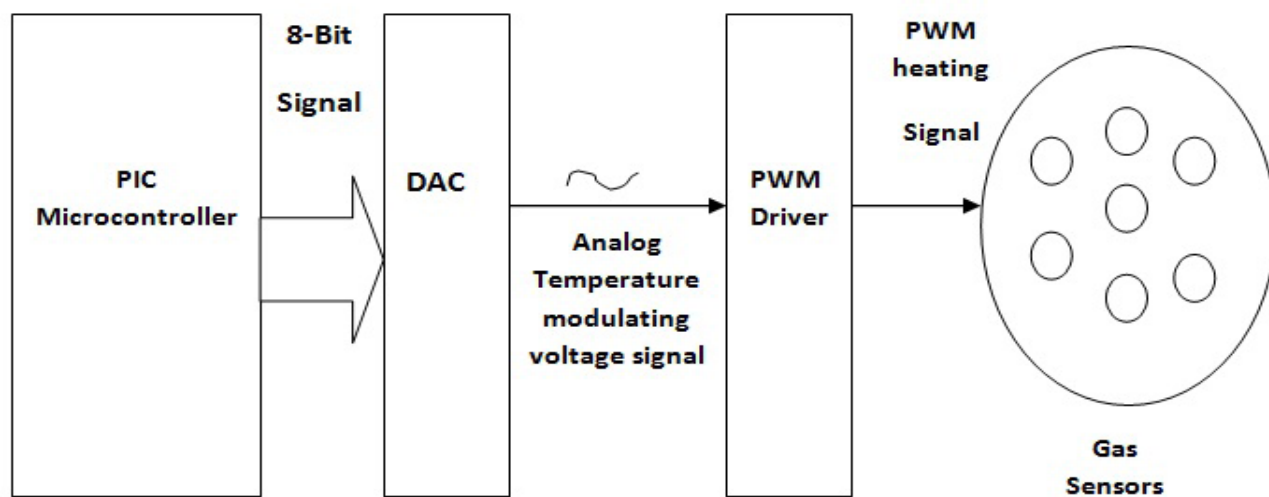 PIC
Microcontroller
8-Bit
Signal
DAC
Analog
Temperature
modulating
voltage signal
PWM
Driver
PWM
heating
Signal
Gas
Sensors